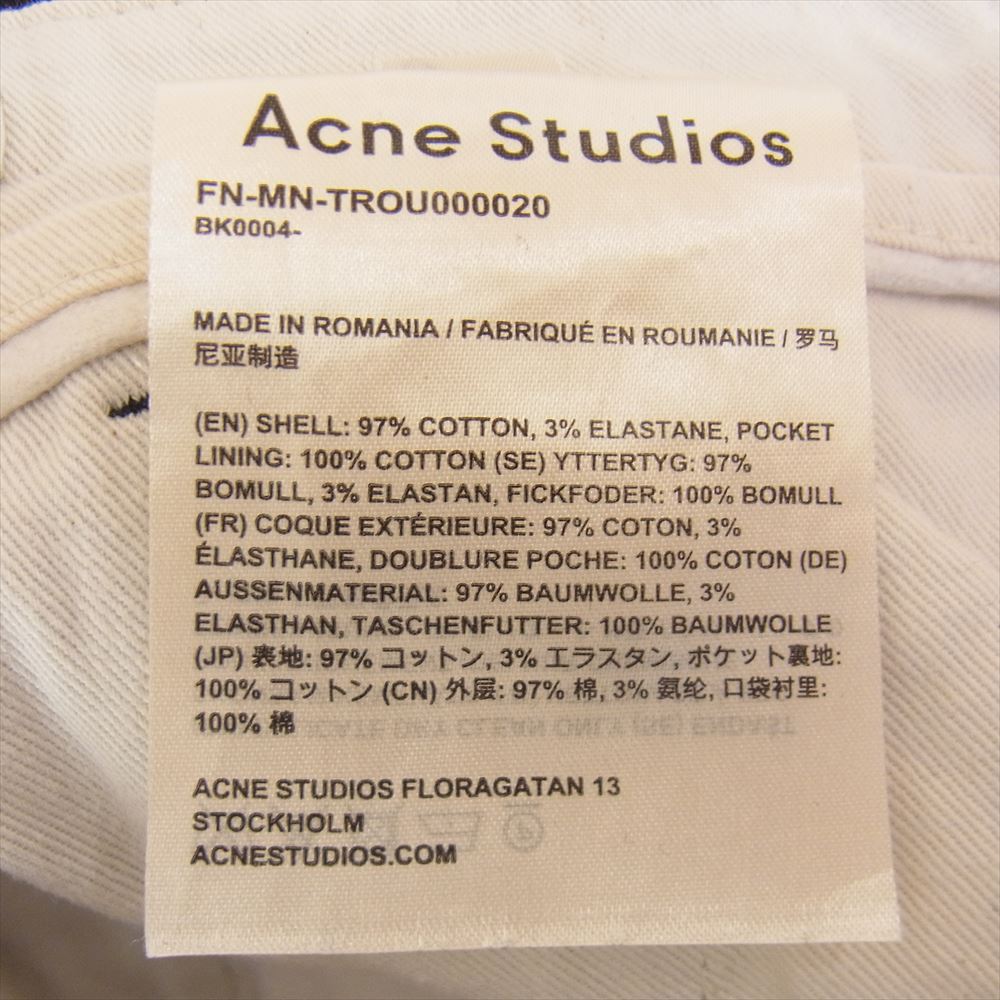 Acne Studios
FN-MN-TROU000020
BK0004-
MADE IN ROMANIA / FABRIQUÉ EN ROUMANIE / 罗马
尼亚制造
(EN) SHELL: 97% COTTON, 3% ELASTANE, POCKET
LINING: 100% COTTON (SE) YTTERTYG: 97%
BOMULL, 3% ELASTAN, FICKFODER: 100% BOMULL
(FR) COQUE EXTÉRIEURE: 97% COTON, 3%
ÉLASTHANE, DOUBLURE POCHE: 100% COTON (DE)
AUSSENMATERIAL: 97% BAUMWOLLE, 3%
ELASTHAN, TASCHENFUTTER: 100% BAUMWOLLE
(JP) 表地: 97% コットン, 3% エラスタン, ポケット裏地:
100% コットン (CN) 外层: 97% 棉, 3% 氨纶, 口袋衬里:
100% 棉
ACNE STUDIOS FLORAGATAN 13
STOCKHOLM
ACNESTUDIOS.COM